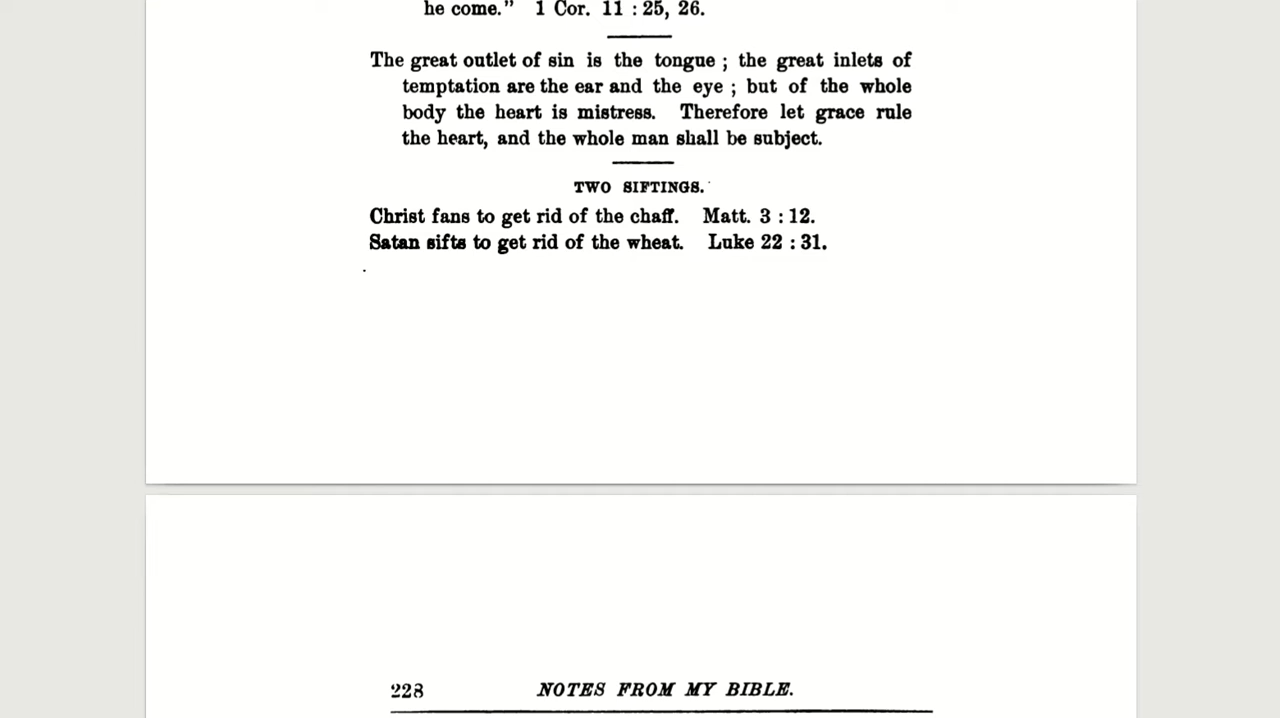 he come." 1 Cor. 11 : 25, 26.
The great outlet of sin is the tongue ; the great inlets of
temptation are the ear and the eye ; but of the whole
body the heart is mistress. Therefore let grace rule
the heart, and the whole man shall be subject.
TWO SIFTINGS.
Christ fans to get rid of the chaff. Matt. 3 : 12.
Satan sifts to get rid of the wheat. Luke 22 : 31.
228 NOTES FROM MY BIBLE.